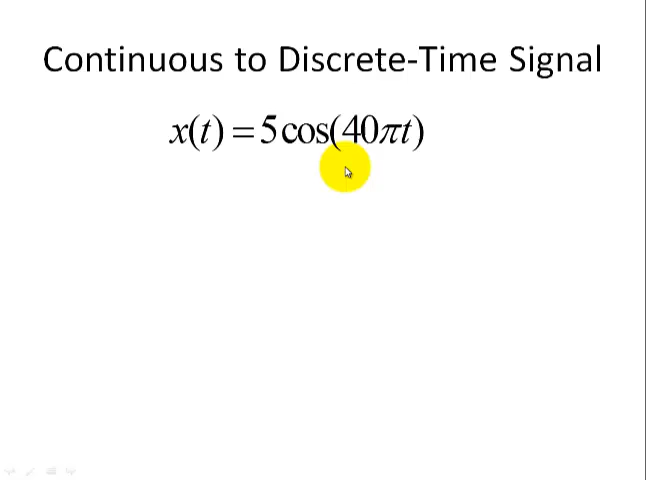 Continuous to Discrete-Time Signal
x(t) = 5cos(40πt)